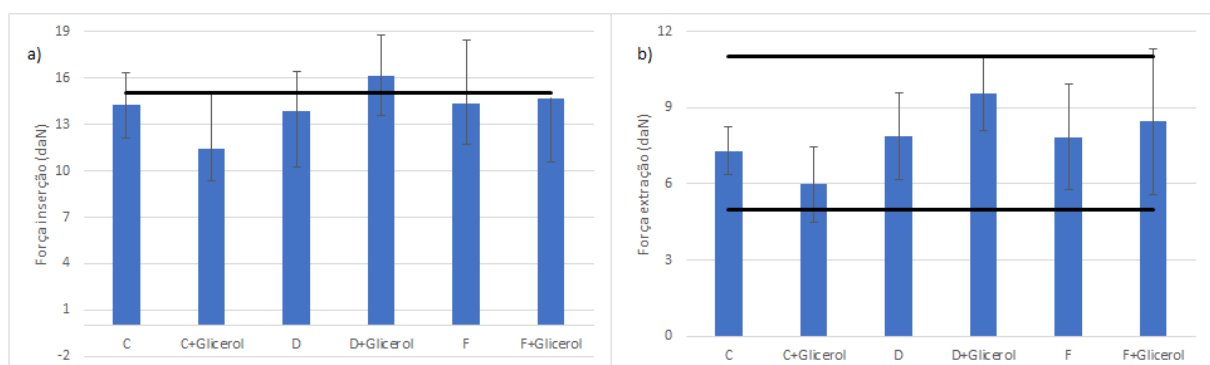 a)
Força inserção (daN)
19
16
13
10
7
4
1
-2
C C+Glicerol D D+Glicerol F F+Glicerol
b)
Força extração (daN)
12
9
6
3
0
C C+Glicerol D D+Glicerol F F+Glicerol